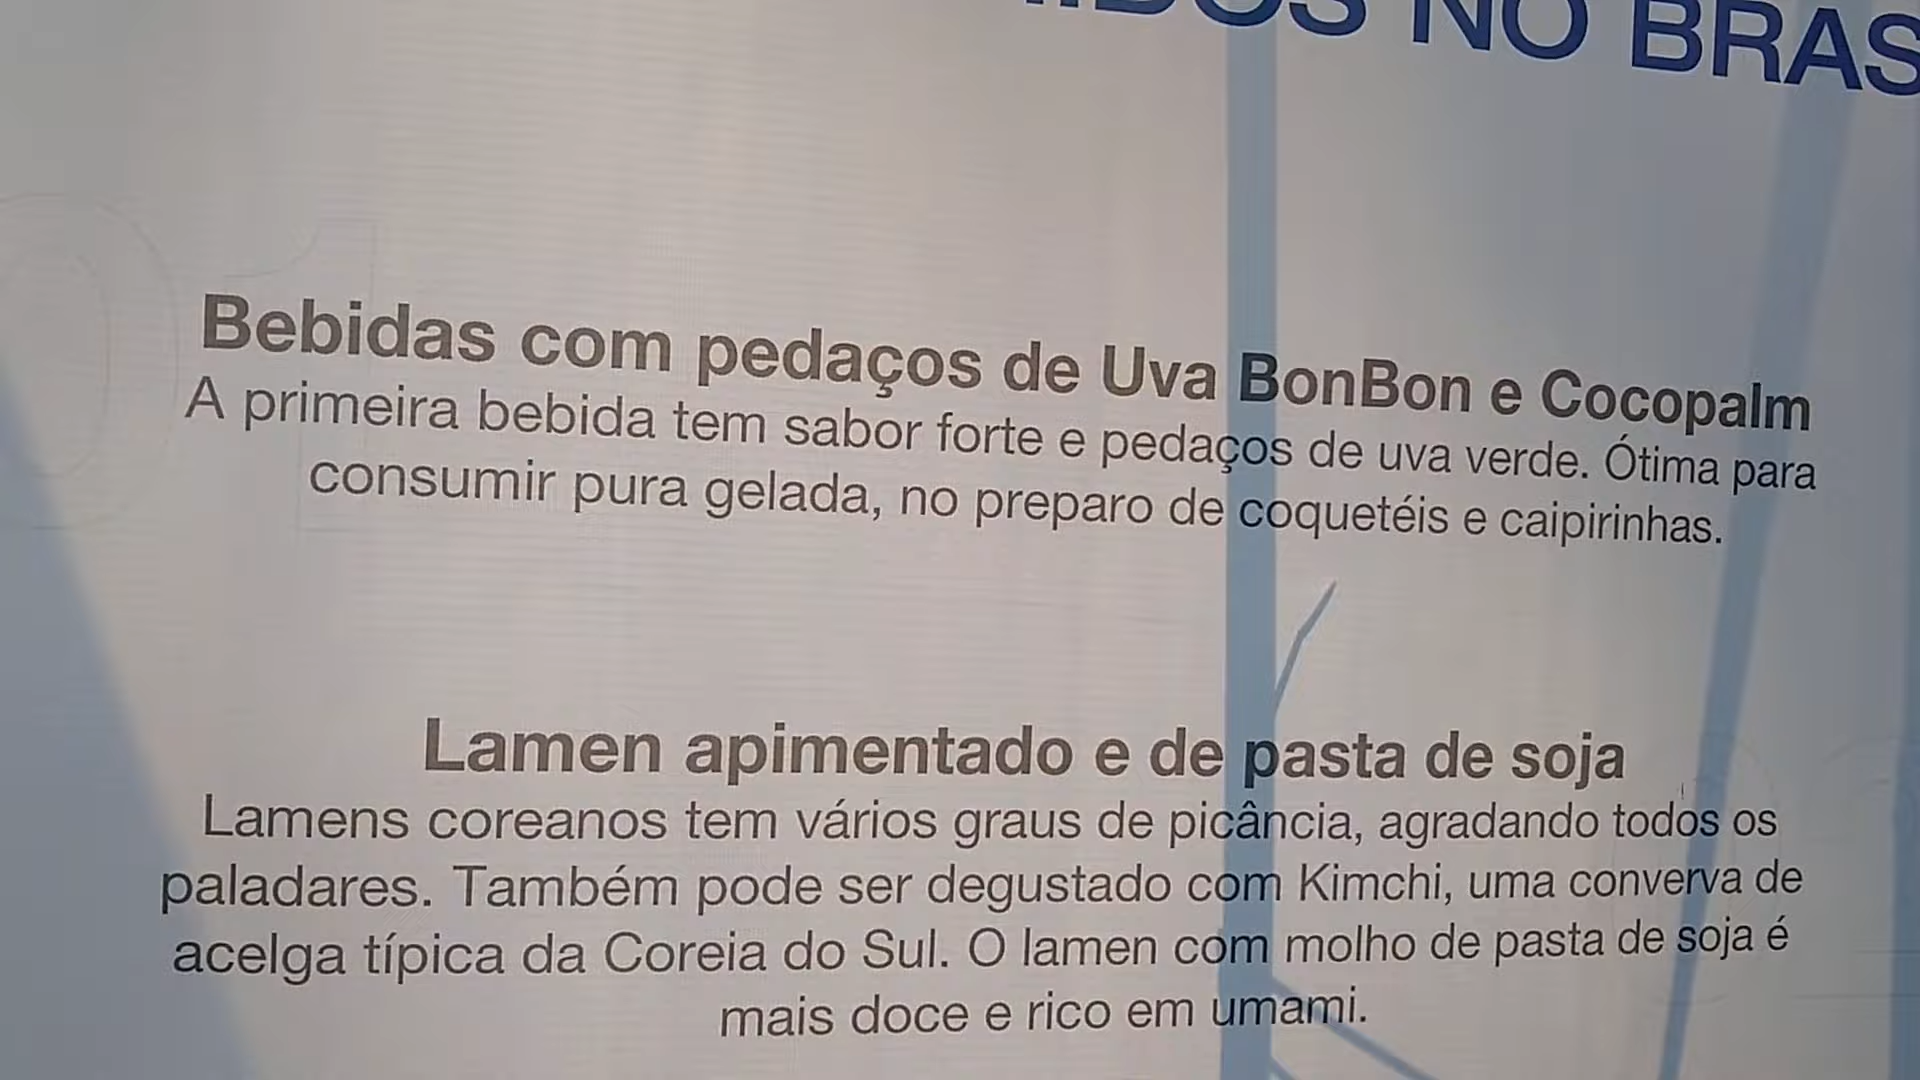 NO BRAS
Bebidas com pedaços de Uva BonBon e Cocopalm
A primeira bebida tem sabor forte e pedaços de uva verde. Ótima para
consumir pura gelada, no preparo de coquetéis e caipirinhas.
Lamen apimentado e de pasta de soja
Lamens coreanos tem vários graus de picância, agradando todos os
paladares. Também pode ser degustado com Kimchi, uma converva de
acelga típica da Coreia do Sul. O lamen com molho de pasta de soja é
mais doce e rico em umami.